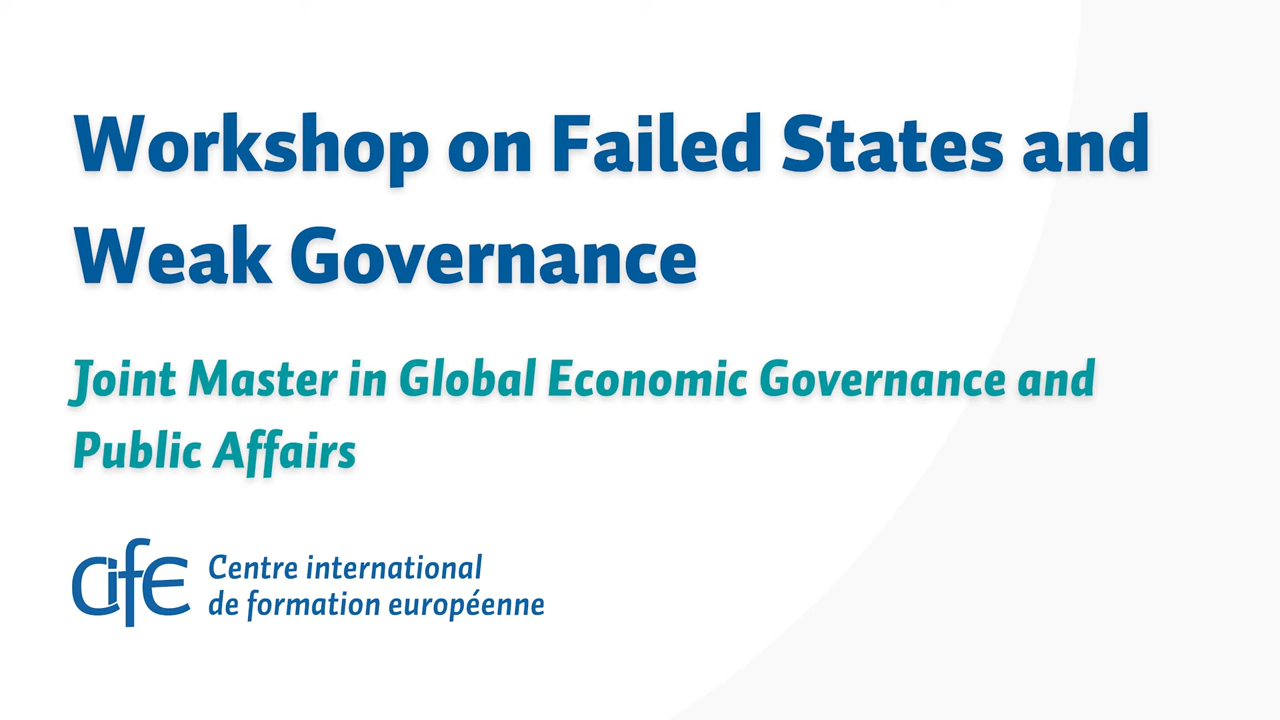 Workshop on Failed States and
Weak Governance
Joint Master in Global Economic Governance and
Public Affairs
cifE
Centre international
de formation européenne